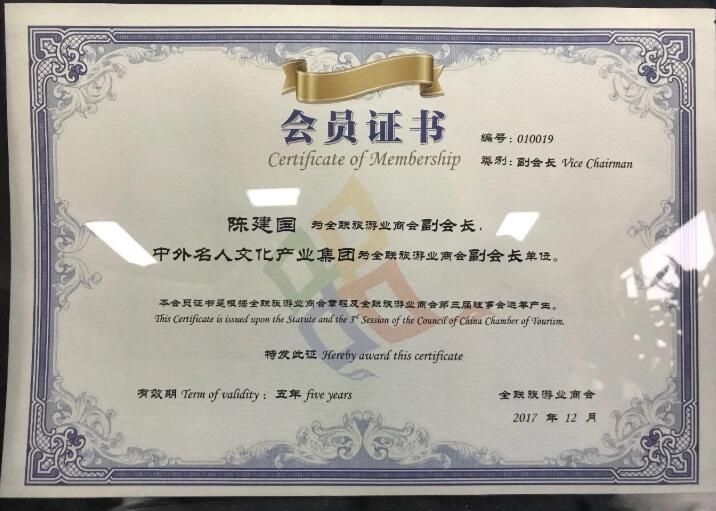 会员证书
Certificate of Membership
编号：010019
类别：副会长 Vice Chairman
陈建国 为全联旅游业商会副会长，
中外名人文化产业集团为全联旅游业商会副会长单位。
本会员证书是根据全联旅游业商会章程及全联旅游业商会第三届理事会选举产生。
This Certificate is issued upon the Statute and the 3rd Session of the Council of China Chamber of Tourism.
特发此证 Hereby award this certificate
有效期 Term of validity：五年 five years
全联旅游业商会
2017 年 12 月